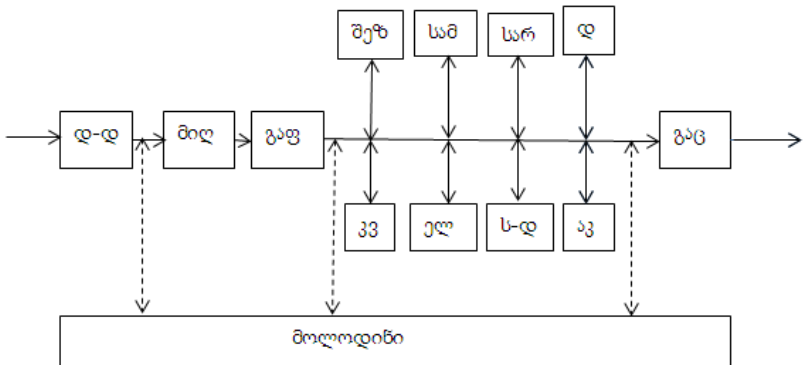 შეზ
სამ
სარ
დ
დ-დ
მიღ
გაფ
გაც
კვ
ელ
ს-დ
აკ
მოლოდინი